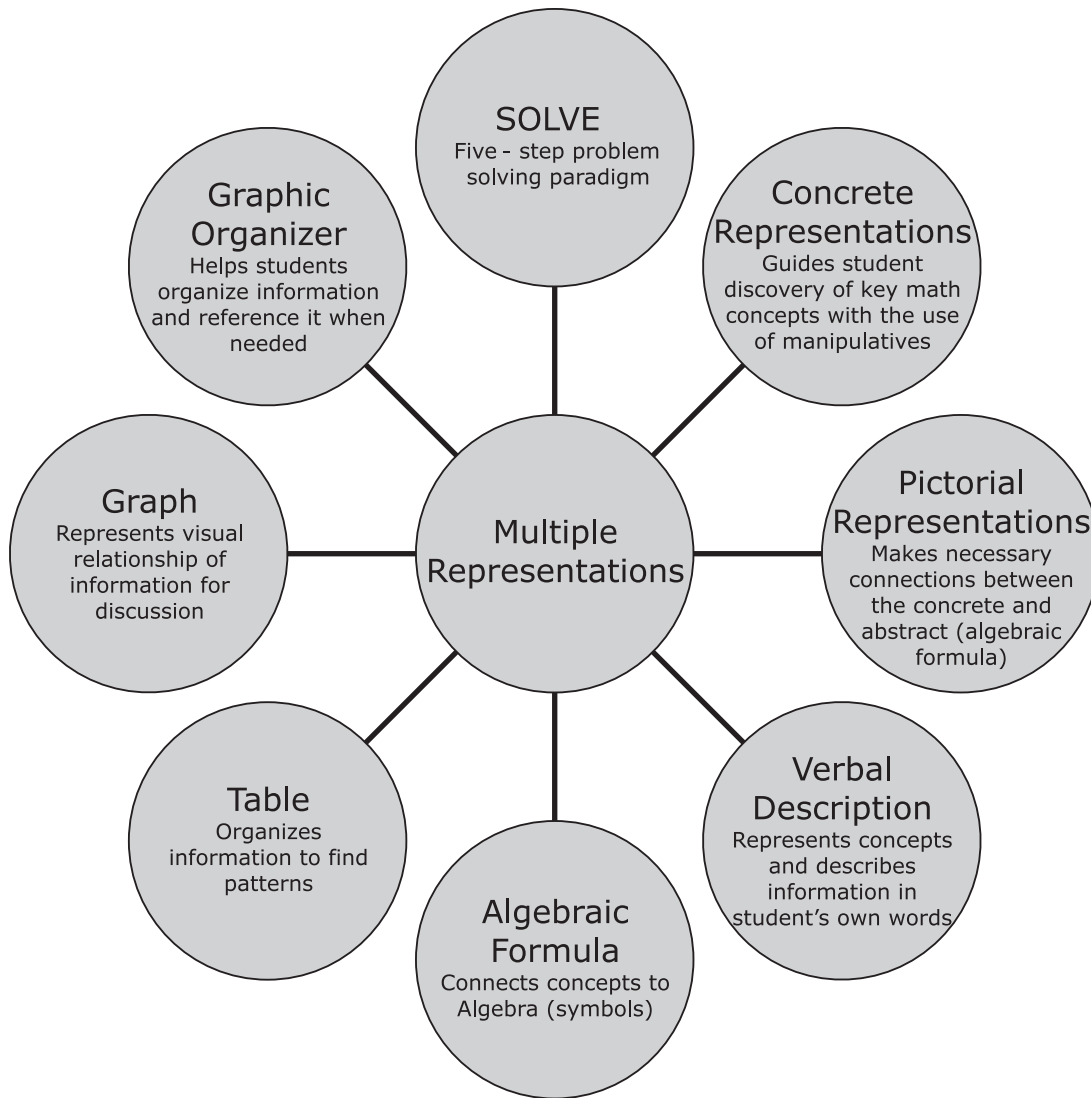 SOLVE
Five - step problem
solving paradigm
Concrete
Representations
Guides student
discovery of key math
concepts with the use
of manipulatives
Pictorial
Representations
Makes necessary
connections between
the concrete and
abstract (algebraic
formula)
Verbal
Description
Represents concepts
and describes
information in
student's own words
Algebraic
Formula
Connects concepts to
Algebra (symbols)
Table
Organizes
information to find
patterns
Graph
Represents visual
relationship of
information for
discussion
Graphic
Organizer
Helps students
organize information
and reference it when
needed
Multiple
Representations